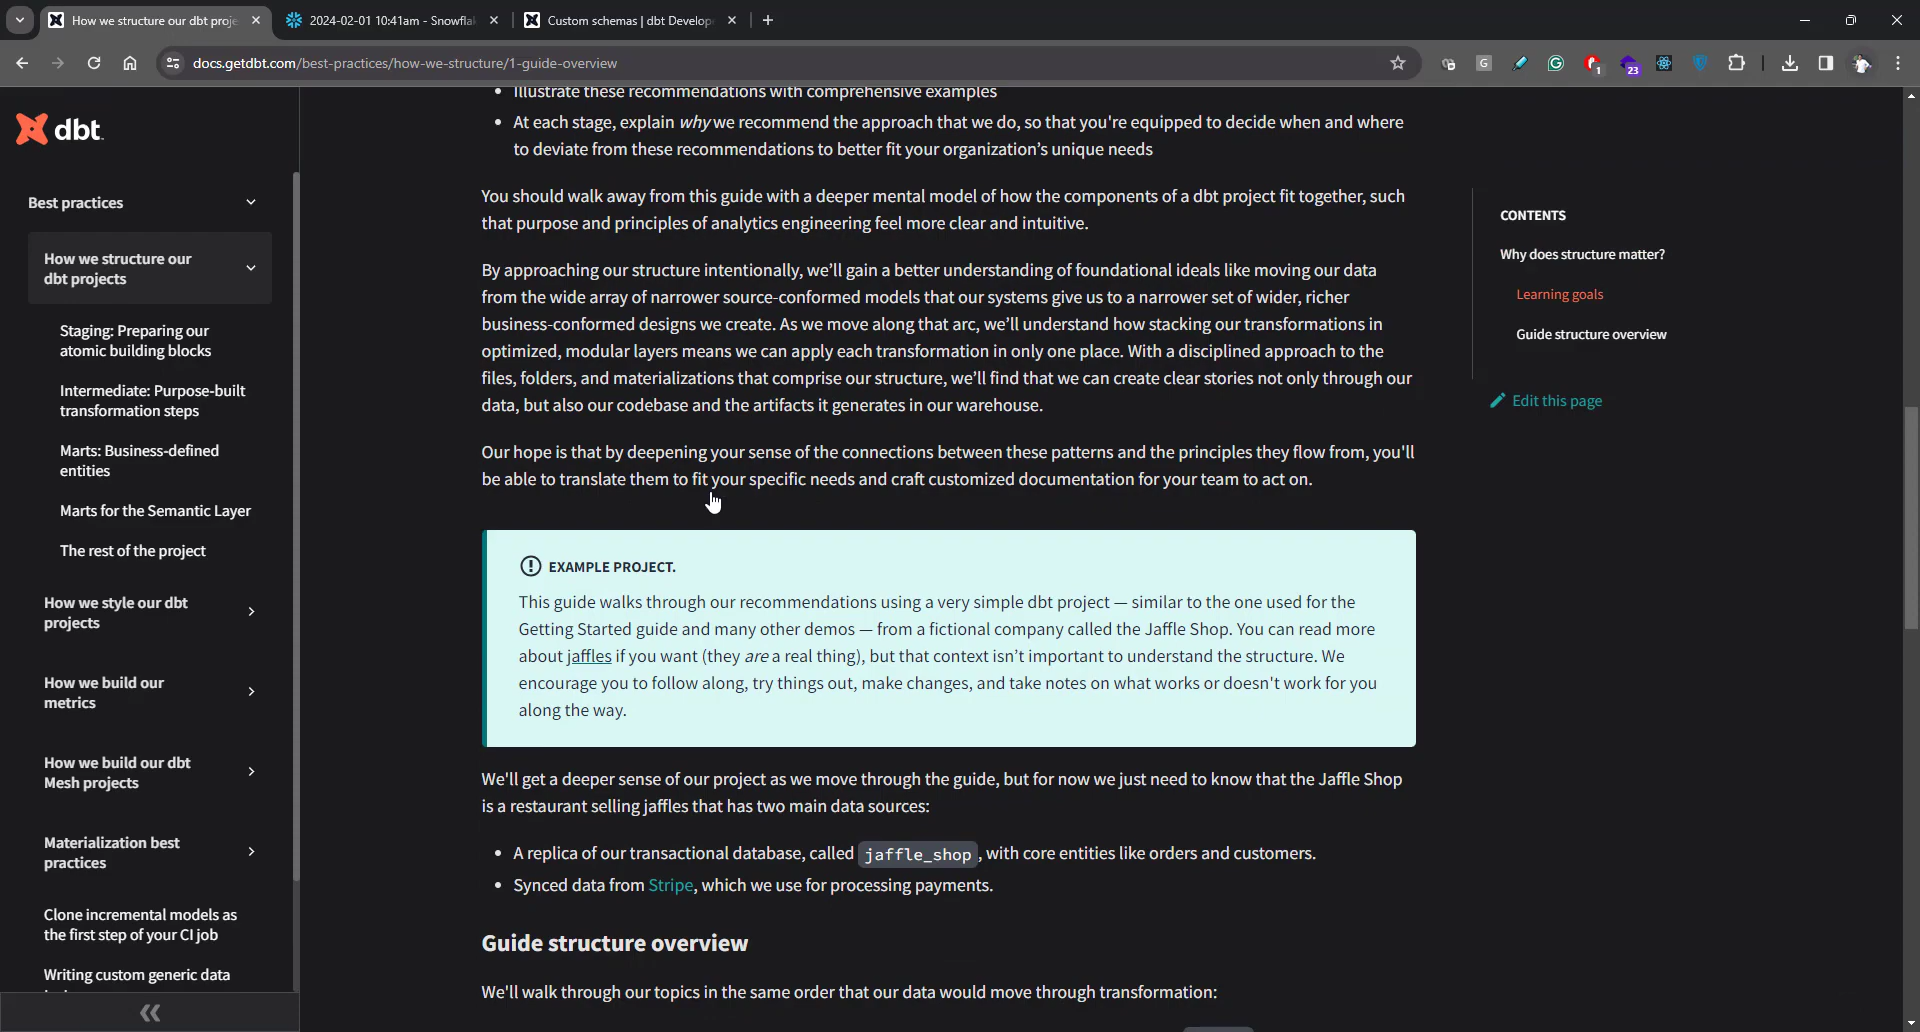 How we structure our dbt proje
2024-02-01 10:41am - Snowfla
Custom schemas | dbt Develop
docs.getdbt.com/best-practices/how-we-structure/1-guide-overview
G
1
23
dbt
Best practices
How we structure our
dbt projects
Staging: Preparing our
atomic building blocks
Intermediate: Purpose-built
transformation steps
Marts: Business-defined
entities
Marts for the Semantic Layer
The rest of the project
How we style our dbt
projects
How we build our
metrics
How we build our dbt
Mesh projects
Materialization best
practices
Clone incremental models as
the first step of your CI job
Writing custom generic data
• Illustrate these recommendations with comprehensive examples
• At each stage, explain why we recommend the approach that we do, so that you're equipped to decide when and where
to deviate from these recommendations to better fit your organization’s unique needs
You should walk away from this guide with a deeper mental model of how the components of a dbt project fit together, such
that purpose and principles of analytics engineering feel more clear and intuitive.
By approaching our structure intentionally, we’ll gain a better understanding of foundational ideals like moving our data
from the wide array of narrower source-conformed models that our systems give us to a narrower set of wider, richer
business-conformed designs we create. As we move along that arc, we’ll understand how stacking our transformations in
optimized, modular layers means we can apply each transformation in only one place. With a disciplined approach to the
files, folders, and materializations that comprise our structure, we’ll find that we can create clear stories not only through our
data, but also our codebase and the artifacts it generates in our warehouse.
Our hope is that by deepening your sense of the connections between these patterns and the principles they flow from, you'll
be able to translate them to fit your specific needs and craft customized documentation for your team to act on.
EXAMPLE PROJECT.
This guide walks through our recommendations using a very simple dbt project — similar to the one used for the
Getting Started guide and many other demos — from a fictional company called the Jaffle Shop. You can read more
about jaffles if you want (they are a real thing), but that context isn’t important to understand the structure. We
encourage you to follow along, try things out, make changes, and take notes on what works or doesn't work for you
along the way.
We'll get a deeper sense of our project as we move through the guide, but for now we just need to know that the Jaffle Shop
is a restaurant selling jaffles that has two main data sources:
• A replica of our transactional database, called jaffle_shop, with core entities like orders and customers.
• Synced data from Stripe, which we use for processing payments.
Guide structure overview
We'll walk through our topics in the same order that our data would move through transformation:
CONTENTS
Why does structure matter?
Learning goals
Guide structure overview
Edit this page